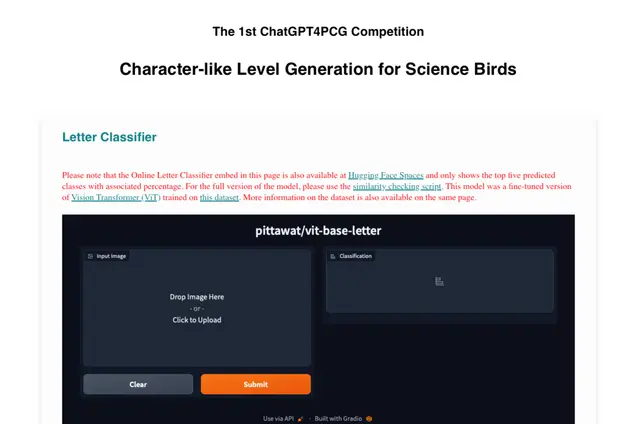 The 1st ChatGPT4PCG Competition
Character-like Level Generation for Science Birds
Letter Classifier
Please note that the Online Letter Classifier embed in this page is also available at Hugging Face Spaces and only shows the top five predicted
classes with associated percentage. For the full version of the model, please use the similarity checking script. This model was a fine-tuned version
of Vision Transformer (ViT) trained on this dataset. More information on the dataset is also available on the same page.
pittawat/vit-base-letter
Input Image
Classification
Drop Image Here
- or -
Click to Upload
Clear
Submit
Use via API · Built with Gradio